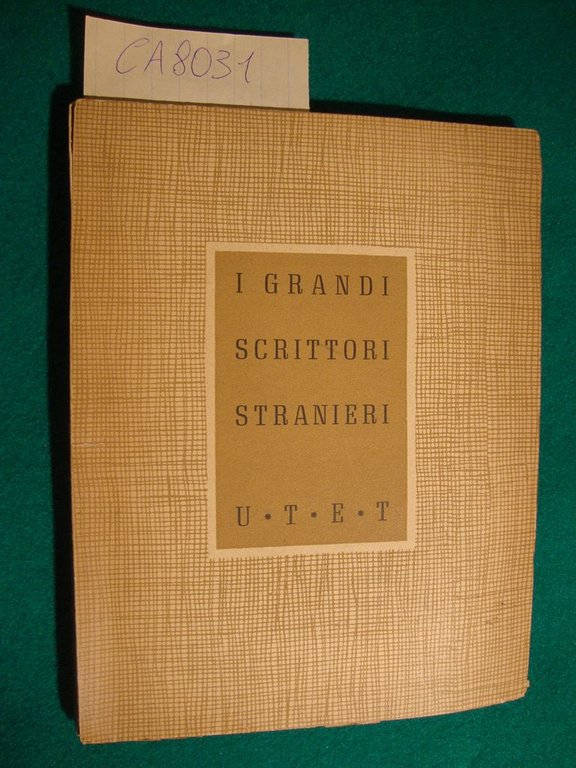 CA8031
I GRANDI
SCRITTORI
STRANIERI
U • T • E • T